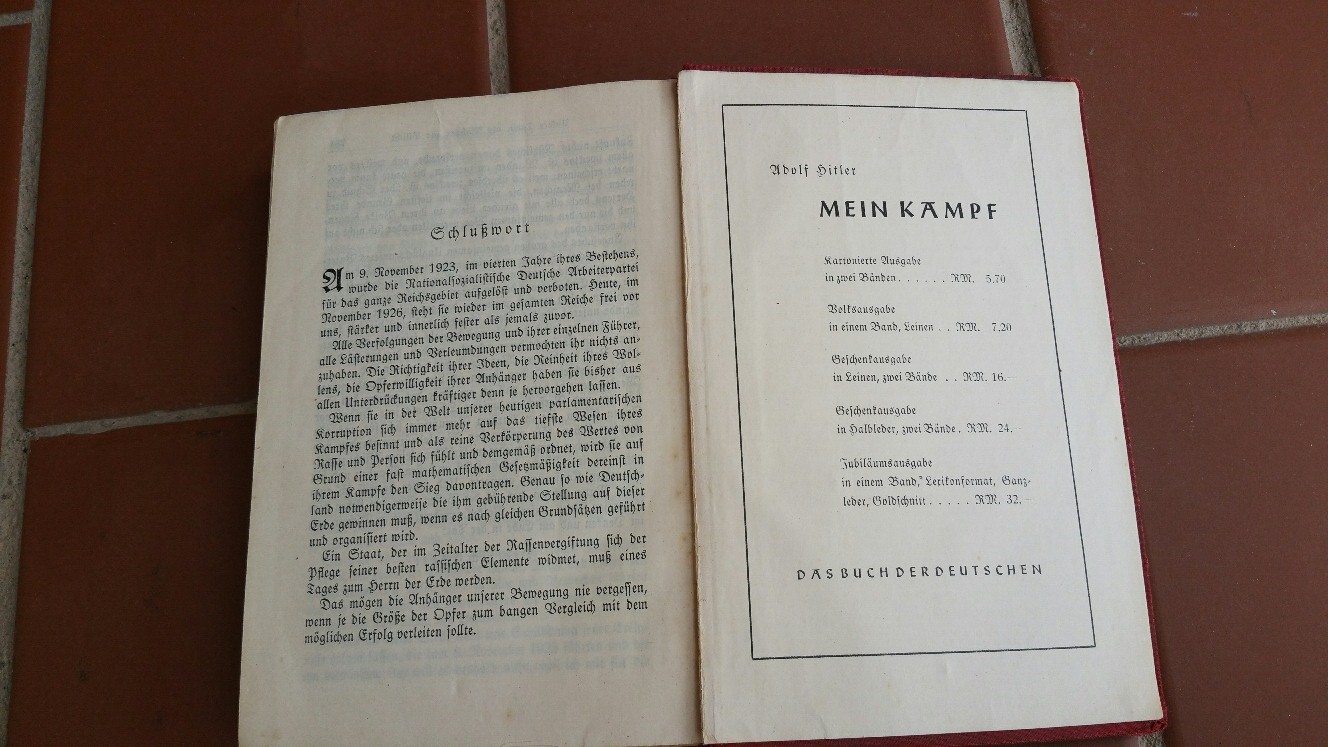 Schlußwort
Am 9. November 1923, im vierten Jahre ihres Bestehens,
wurde die Nationalsozialistische Deutsche Arbeiterpartei
für das ganze Reichsgebiet aufgelöst und verboten. Heute, im
November 1926, steht sie wieder im gesamten Reiche frei vor
uns, stärker und innerlich fester als jemals zuvor.
Alle Verfolgungen der Bewegung und ihrer einzelnen Führer,
alle Lästerungen und Verleumdungen vermochten ihr nichts an-
zuhaben. Die Richtigkeit ihrer Ideen, die Reinheit ihres Wol-
lens, die Opferwilligkeit ihrer Anhänger haben sie bisher aus
allen Unterdrückungen kräftiger denn je hervorgehen lassen.
Wenn sie in der Welt unserer heutigen parlamentarischen
Korruption sich immer mehr auf das tiefste Wesen ihres
Kampfes besinnt und als reine Verkörperung des Wertes von
Rasse und Person sich fühlt und demgemäß ordnet, wird sie auf
Grund einer fast mathematischen Gesetzmäßigkeit dereinst in
ihrem Kampfe den Sieg davontragen. Genau so wie Deutsch-
land notwendigerweise die ihm gebührende Stellung auf dieser
Erde gewinnen muß, wenn es nach gleichen Grundsätzen geführt
und organisiert wird.
Ein Staat, der im Zeitalter der Rassenvergiftung sich der
Pflege seiner besten rassischen Elemente widmet, muß eines
Tages zum Herrn der Erde werden.
Das mögen die Anhänger unserer Bewegung nie vergessen,
wenn je die Größe der Opfer zum bangen Vergleich mit dem
möglichen Erfolg verleiten sollte.
Adolf Hitler
MEIN KAMPF
Kartonierte Ausgabe
in zwei Bänden . . . . . . RM. 5.70
Volksausgabe
in einem Band, Leinen . . RM. 7.20
Geschenkausgabe
in Leinen, zwei Bände . . RM. 16.—
Geschenkausgabe
in Halbleder, zwei Bände . RM. 24.—
Jubiläumsausgabe
in einem Band, Lexikonformat, Ganz-
leder, Goldschnitt . . . . . RM. 32.—
DAS BUCH DER DEUTSCHEN